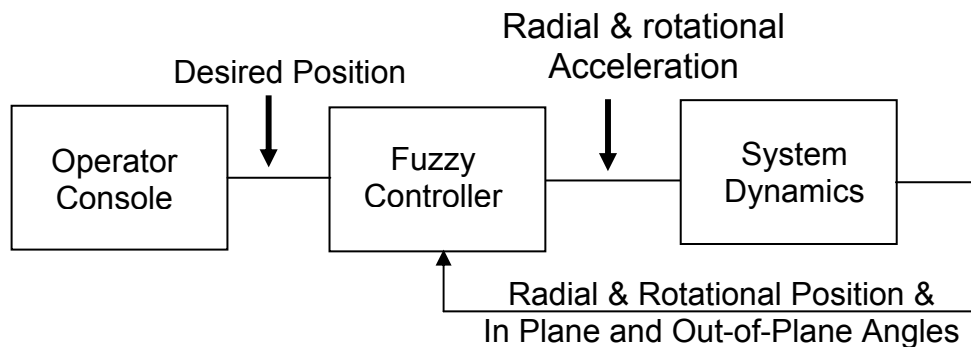 Desired Position
Radial & rotational
Acceleration
Operator
Console
Fuzzy
Controller
System
Dynamics
Radial & Rotational Position &
In Plane and Out-of-Plane Angles